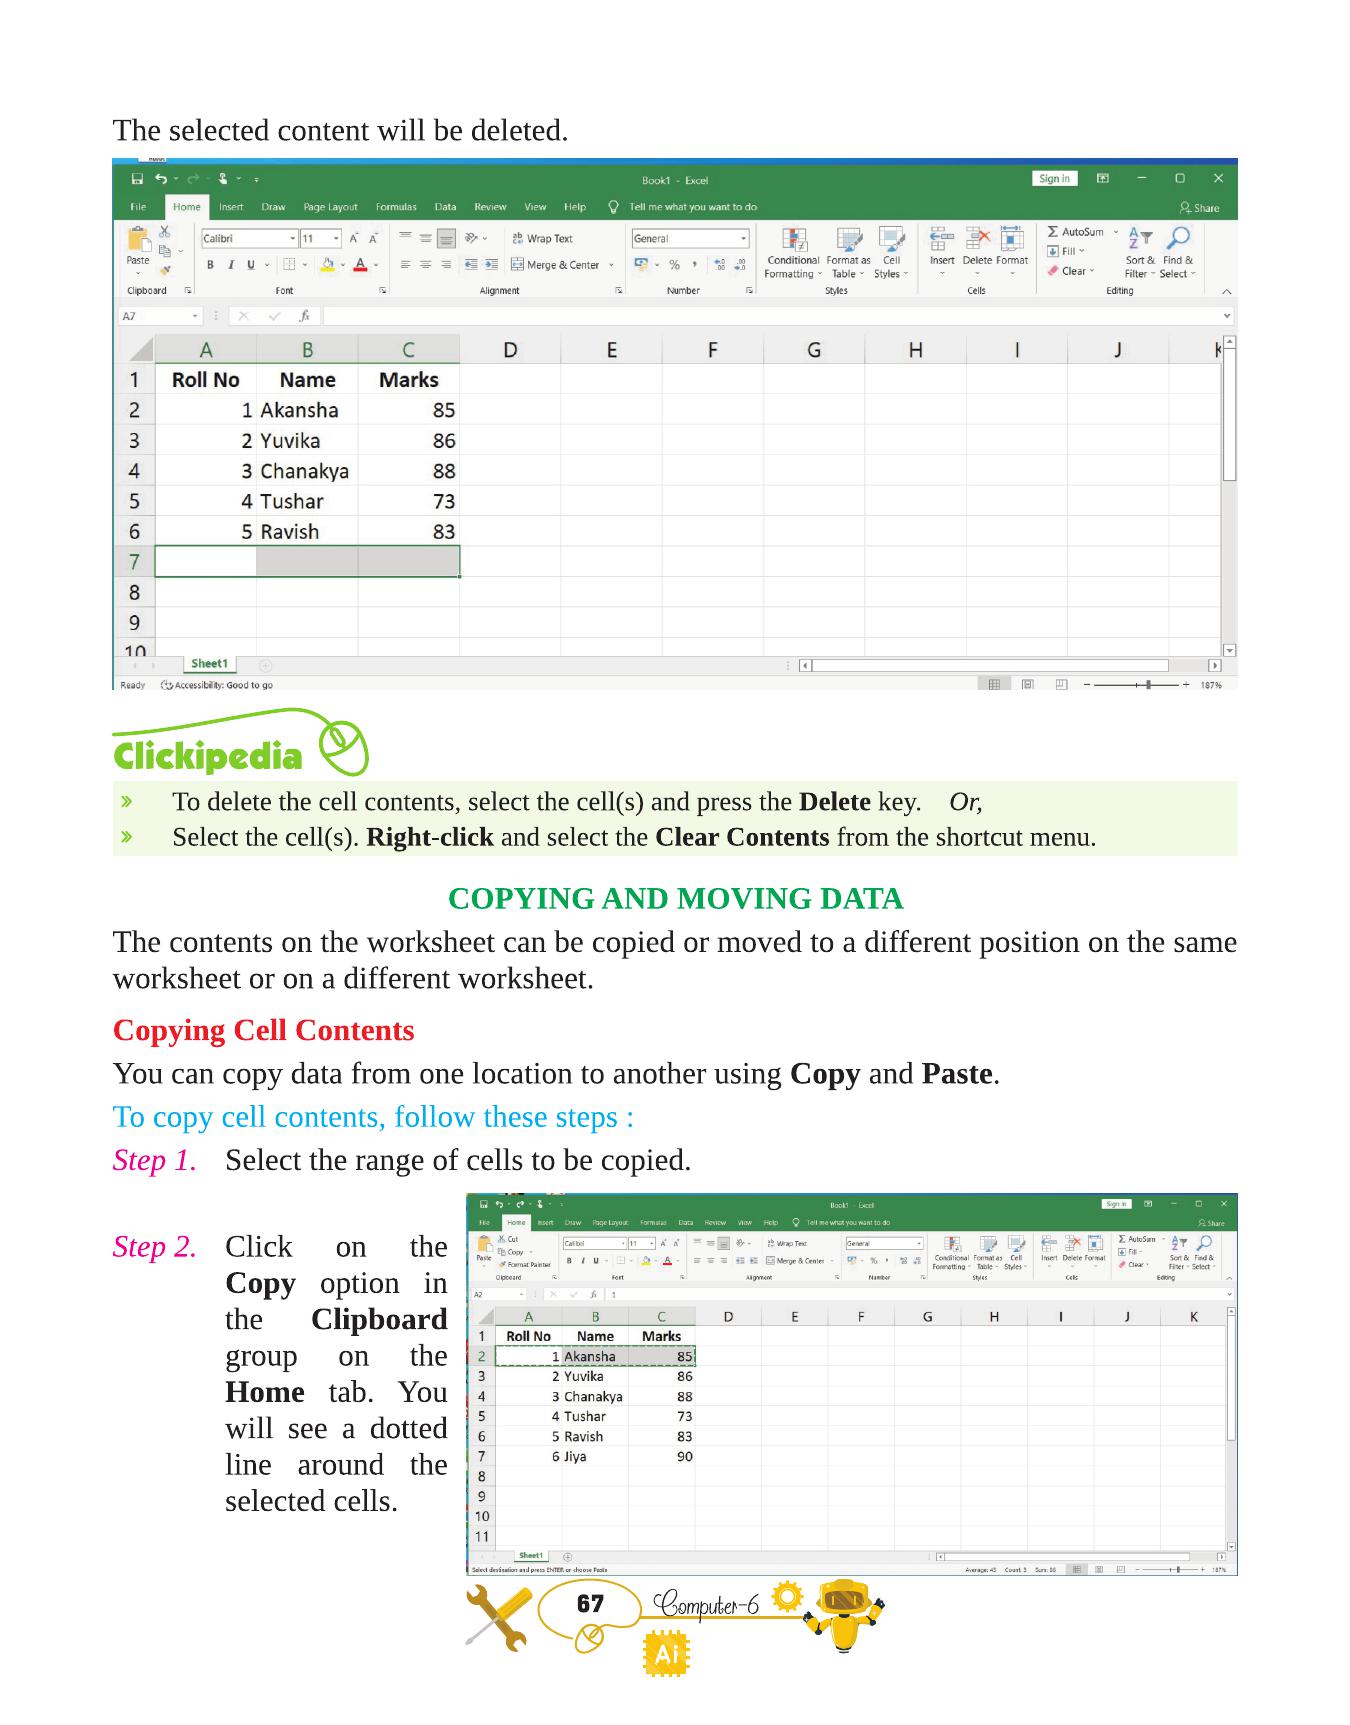 The selected content will be deleted.
Book1 - Excel
Sign in
File Home Insert Draw Page Layout Formulas Data Review View Help Tell me what you want to do Share
Calibri 11 Wrap Text General AutoSum
Paste Fill
B I U Merge & Center % Conditional Format as Cell Insert Delete Format Clear Sort & Find &
Formatting Table Styles Filter Select
Clipboard Font Alignment Number Styles Cells Editing
A7 fx
A B C D E F G H I J K
1 Roll No Name Marks
2 1 Akansha 85
3 2 Yuvika 86
4 3 Chanakya 88
5 4 Tushar 73
6 5 Ravish 83
7
8
9
10
Sheet1
Ready Accessibility: Good to go 187%
Clickipedia
» To delete the cell contents, select the cell(s) and press the Delete key. Or,
» Select the cell(s). Right-click and select the Clear Contents from the shortcut menu.
COPYING AND MOVING DATA
The contents on the worksheet can be copied or moved to a different position on the same
worksheet or on a different worksheet.
Copying Cell Contents
You can copy data from one location to another using Copy and Paste.
To copy cell contents, follow these steps :
Step 1. Select the range of cells to be copied.
Step 2. Click on the
Copy option in
the Clipboard
group on the
Home tab. You
will see a dotted
line around the
selected cells.
Book1 Excel
Sign in
File Home Insert Draw Page Layout Formulas Data Review View Help Tell me what you want to do Share
Cut Calibri 11 Wrap Text General AutoSum
Paste Copy Fill
Format Painter B I U Merge & Center % Conditional Format as Cell Insert Delete Format Clear Sort & Find &
Formatting Table Styles Filter Select
Clipboard Font Alignment Number Styles Cells Editing
A2 fx 1
A B C D E F G H I J K
1 Roll No Name Marks
2 1 Akansha 85
3 2 Yuvika 86
4 3 Chanakya 88
5 4 Tushar 73
6 5 Ravish 83
7 6 Jiya 90
8
9
10
11
Sheet1
Select destination and press ENTER or choose Paste Average: 43 Count: 3 Sum: 86 187%
67 Computer-6
Ai